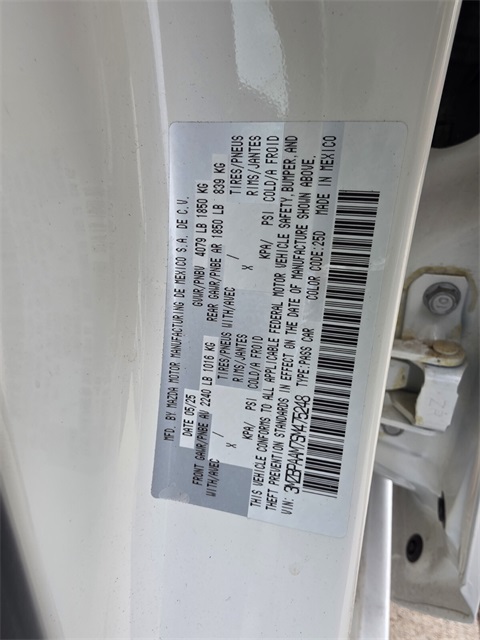 MFD. BY MAZDA MOTOR MANUFACTURING DE MEXICO S.A. DE C.V.
DATE 05/25 GVWR/PNBV 4079 LB 1850 KG
FRONT GAWR/PNBE AV 2240 LB 1016 KG REAR GAWR/PNBE AR 1850 LB 839 KG
WITH/AVEC TIRES/PNEUS WITH/AVEC TIRES/PNEUS
/ RIMS/JANTES / RIMS/JANTES
X KPA/ PSI COLD/A FROID X KPA/ PSI COLD/A FROID
THIS VEHICLE CONFORMS TO ALL APPLICABLE FEDERAL MOTOR VEHICLE SAFETY, BUMPER, AND
THEFT PREVENTION STANDARDS IN EFFECT ON THE DATE OF MANUFACTURE SHOWN ABOVE.
VIN: 3MZBPAAM7SM475248 TYPE:PASS CAR COLOR CODE:25D MADE IN MEXICO